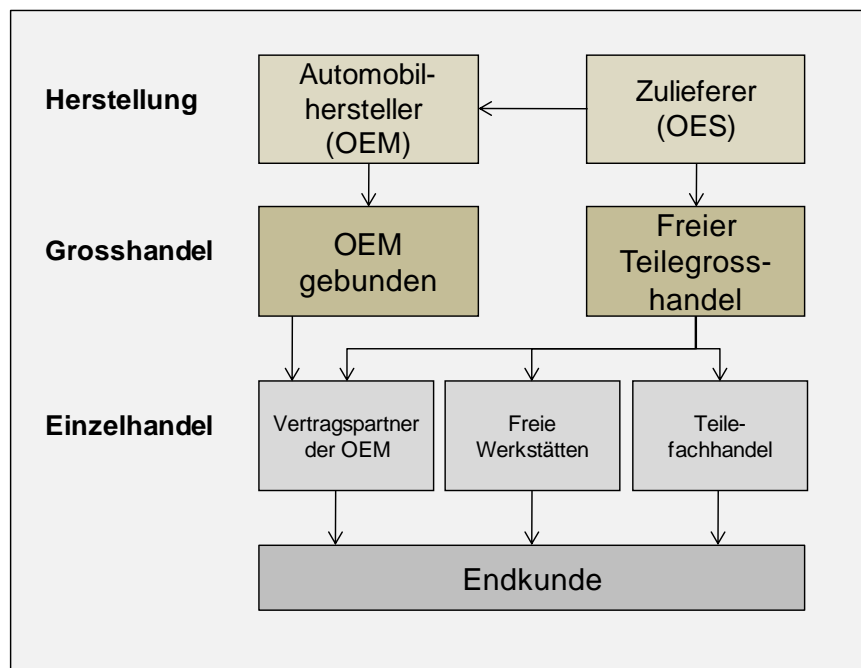 Herstellung
Automobil-
hersteller
(OEM)
Zulieferer
(OES)
Grosshandel
OEM
gebunden
Freier
Teilegross-
handel
Einzelhandel
Vertragspartner
der OEM
Freie
Werkstätten
Teile-
fachhandel
Endkunde